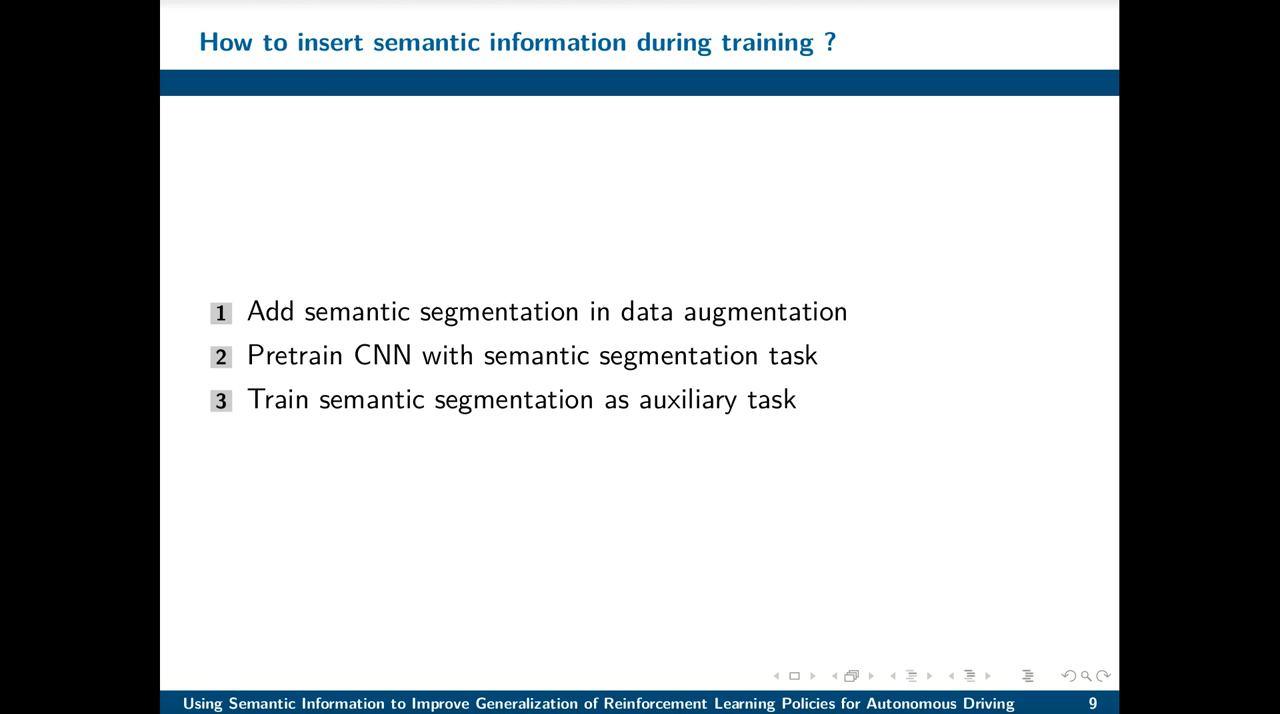 How to insert semantic information during training ?
1 Add semantic segmentation in data augmentation
2 Pretrain CNN with semantic segmentation task
3 Train semantic segmentation as auxiliary task
Using Semantic Information to Improve Generalization of Reinforcement Learning Policies for Autonomous Driving 9